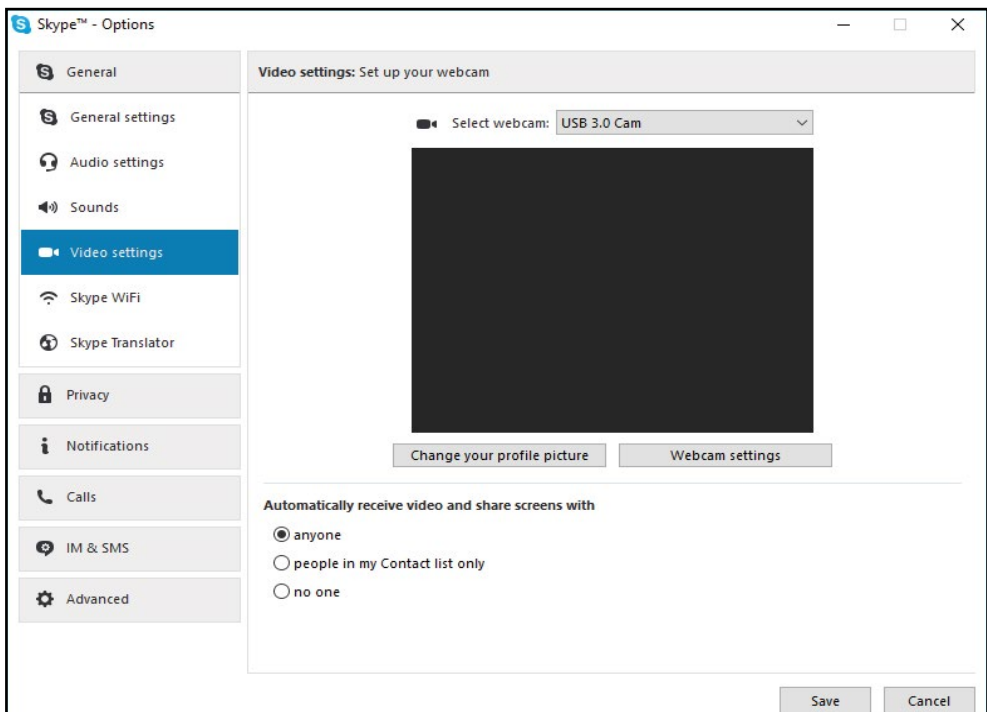 Skype™ - Options
General
General settings
Audio settings
Sounds
Video settings
Skype WiFi
Skype Translator
Privacy
Notifications
Calls
IM & SMS
Advanced
Video settings: Set up your webcam
Select webcam: USB 3.0 Cam
Change your profile picture Webcam settings
Automatically receive video and share screens with
anyone
people in my Contact list only
no one
Save Cancel